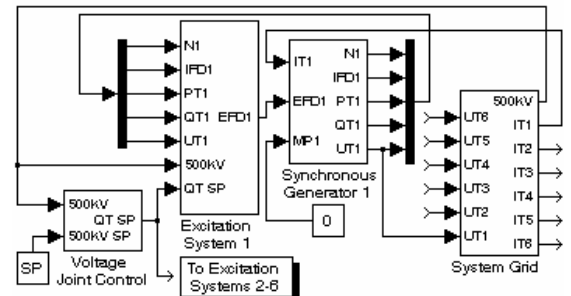 N1
IFD1
PT1
QT1
UT1
500kV
QT SP
EFD1
Excitation
System 1
IT1
EFD1
MP1
N1
IFD1
PT1
QT1
UT1
Synchronous
Generator 1
0
UT6
UT5
UT4
UT3
UT2
UT1
500kV
IT1
IT2
IT3
IT4
IT5
IT6
System Grid
500kV
QT SP
500kV SP
Voltage
Joint Control
SP
To Excitation
Systems 2-6